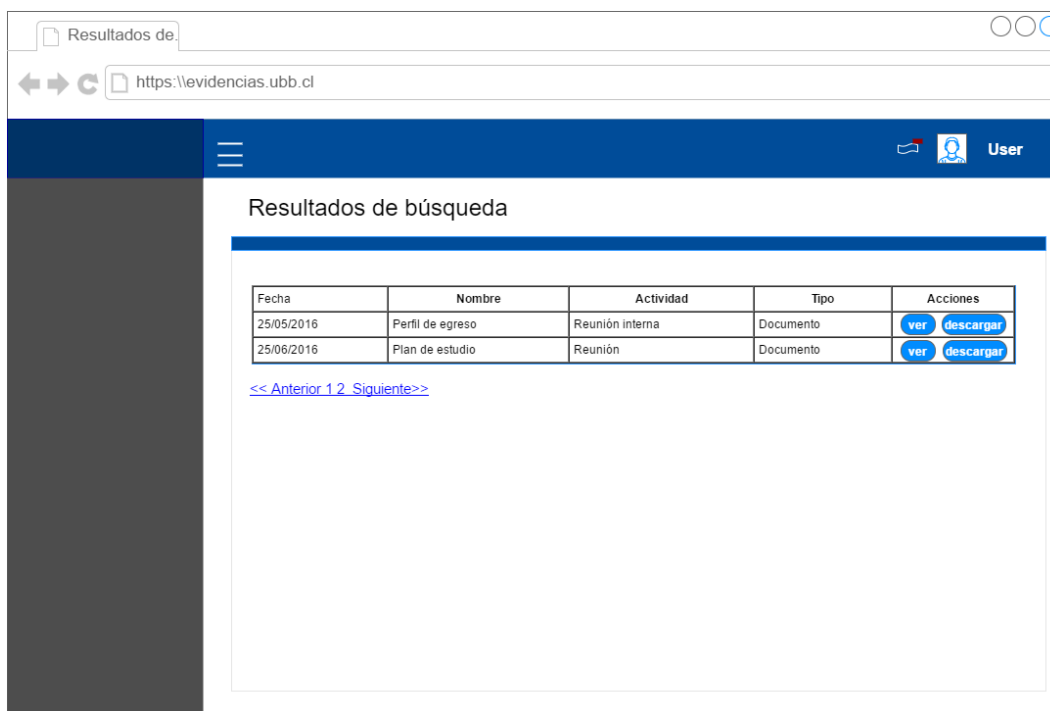 Resultados de.
https:\\evidencias.ubb.cl
User
Resultados de búsqueda
Fecha Nombre Actividad Tipo Acciones
25/05/2016 Perfil de egreso Reunión interna Documento ver descargar
25/06/2016 Plan de estudio Reunión Documento ver descargar
<< Anterior 1 2 Siguiente>>